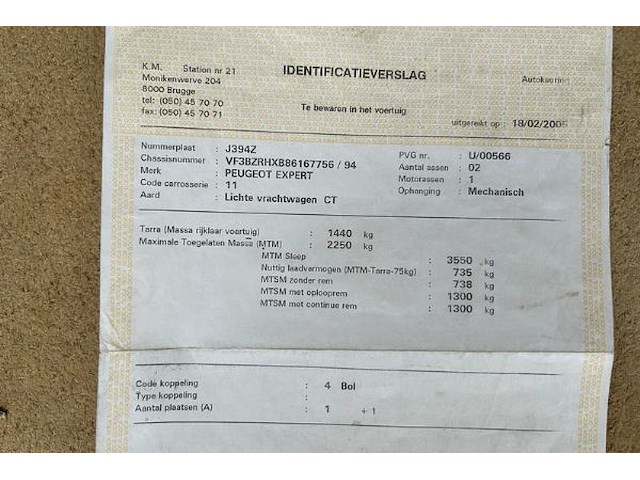 K.M. Station nr 21
Monikenwerve 204
8000 Brugge
tel: (050) 45 70 70
fax: (050) 45 70 71
IDENTIFICATIEVERSLAG
Te bewaren in het voertuig
Autokeuring
uitgereikt op : 18/02/2005
Nummerplaat : J394Z
Chassisnummer : VF3BZRHXB86167756 / 94
Merk : PEUGEOT EXPERT
Code carrosserie : 11
Aard : Lichte vrachtwagen CT
PVG nr. : U/00566
Aantal assen : 02
Motorassen : 1
Ophanging : Mechanisch
Tarra (Massa rijklaar voertuig) : 1440 kg
Maximale Toegelaten Massa (MTM) : 2250 kg
MTM Sleep : 3550 kg
Nuttig laadvermogen (MTM-Tarra-75kg) : 735 kg
MTSM zonder rem : 738 kg
MTSM met oplooprem : 1300 kg
MTSM met continue rem : 1300 kg
Code koppeling : 4 Bol
Type koppeling :
Aantal plaatsen (A) : 1 + 1